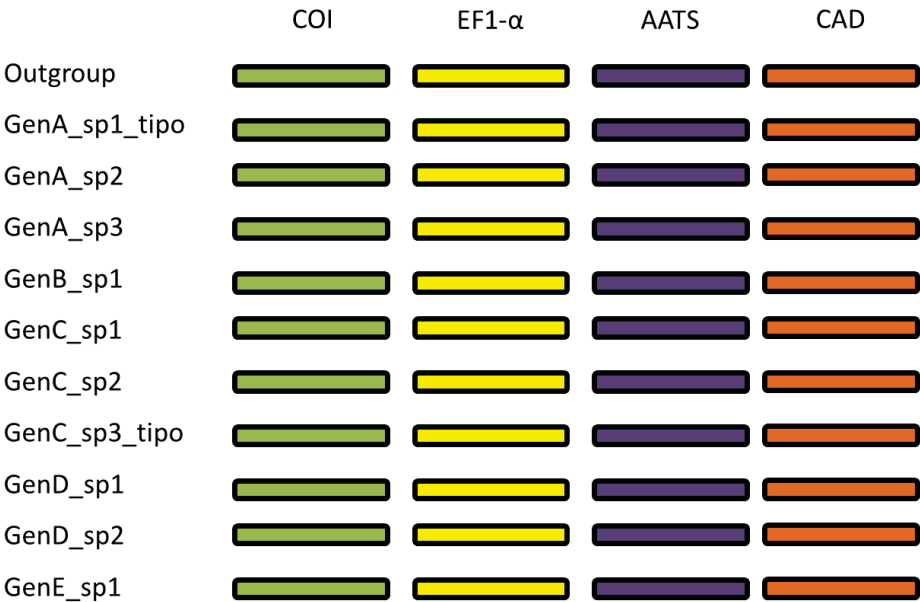 COI EF1-α AATS CAD
Outgroup
GenA_sp1_tipo
GenA_sp2
GenA_sp3
GenB_sp1
GenC_sp1
GenC_sp2
GenC_sp3_tipo
GenD_sp1
GenD_sp2
GenE_sp1